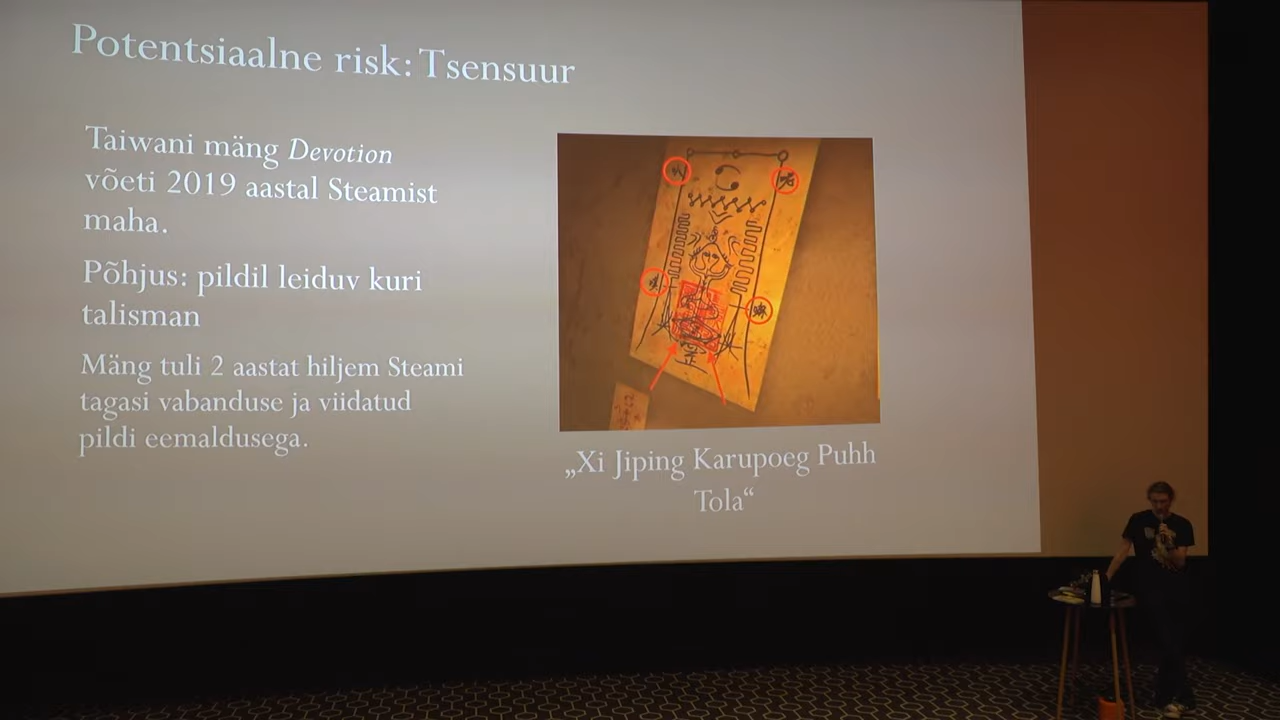 Potentsiaalne risk: Tsensuur
Taiwani mäng Devotion
võeti 2019 aastal Steamist
maha.
Põhjus: pildil leiduv kuri
talisman
Mäng tuli 2 aastat hiljem Steami
tagasi vabanduse ja viidatud
pildi eemaldusega.
„Xi Jiping Karupoeg Puhh
Tola“